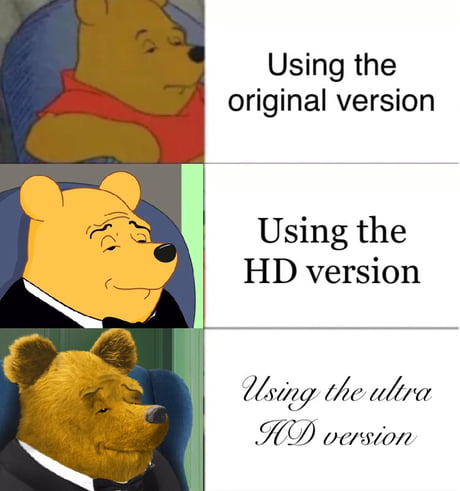 Using the
original version
Using the
HD version
Using the ultra
HD version